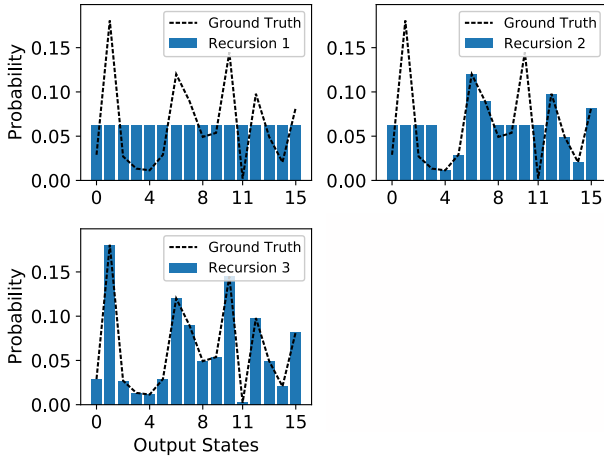 Ground Truth
Recursion 1
Probability
0.15
0.10
0.05
0.00
0 4 8 11 15
Ground Truth
Recursion 2
0.15
0.10
0.05
0.00
0 4 8 11 15
Ground Truth
Recursion 3
Probability
0.15
0.10
0.05
0.00
0 4 8 11 15
Output States